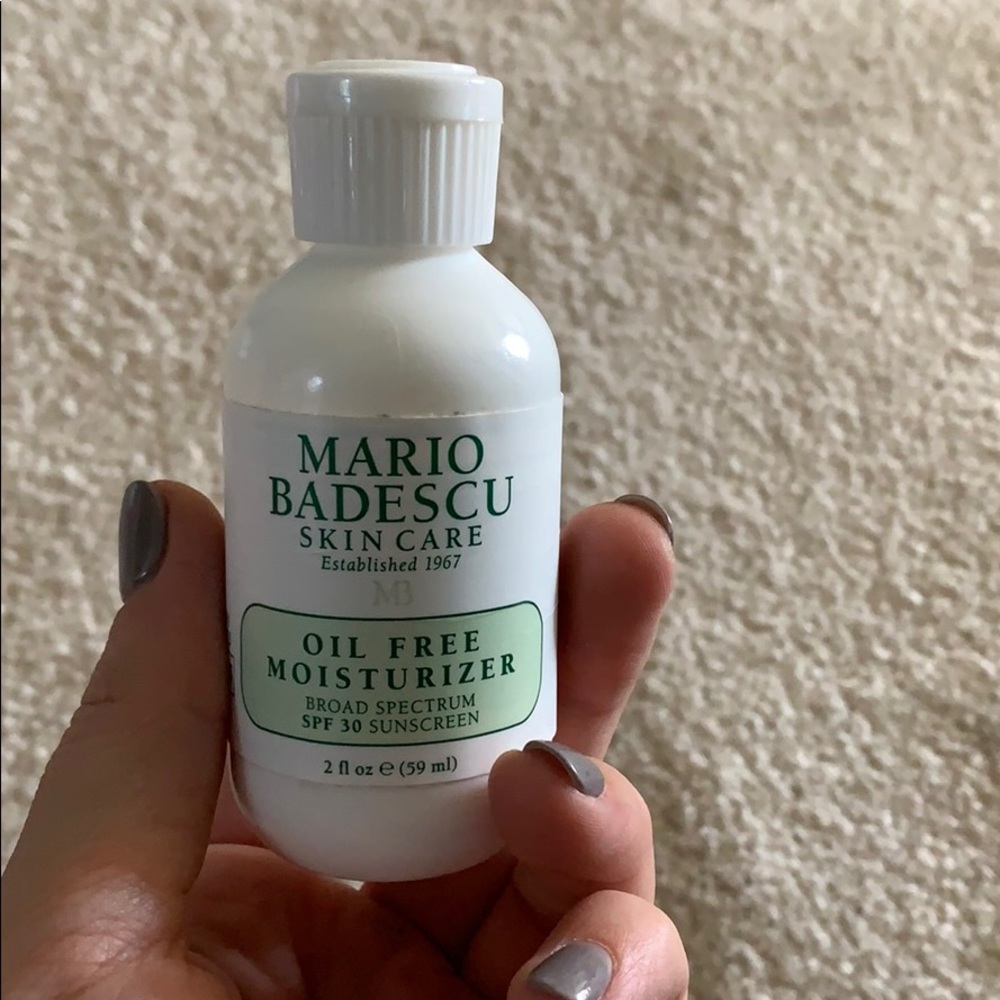 MARIO
BADESCU
SKIN CARE
Established 1967
MB
OIL FREE
MOISTURIZER
BROAD SPECTRUM
SPF 30 SUNSCREEN
2 fl oz ℮ (59 ml)